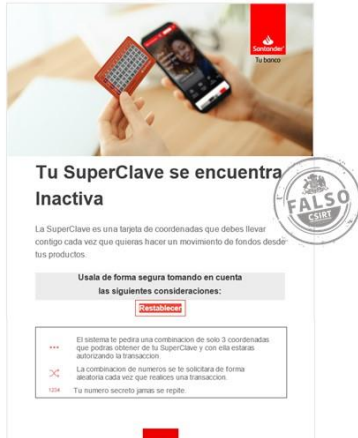 Santander
Tu banco
Tu SuperClave se encuentra
Inactiva
FALSO
CSIRT
La SuperClave es una tarjeta de coordenadas que debes llevar
contigo cada vez que quieras hacer un movimiento de fondos desde
tus productos.
Usala de forma segura tomando en cuenta
las siguientes consideraciones:
Restablecer
El sistema te pedira una combinacion de solo 3 coordenadas
que podras obtener de tu SuperClave y con ella estaras
autorizando la transaccion.
La combinacion de numeros se te solicitara de forma
aleatoria cada vez que realices una transaccion.
Tu numero secreto jamas se repite.